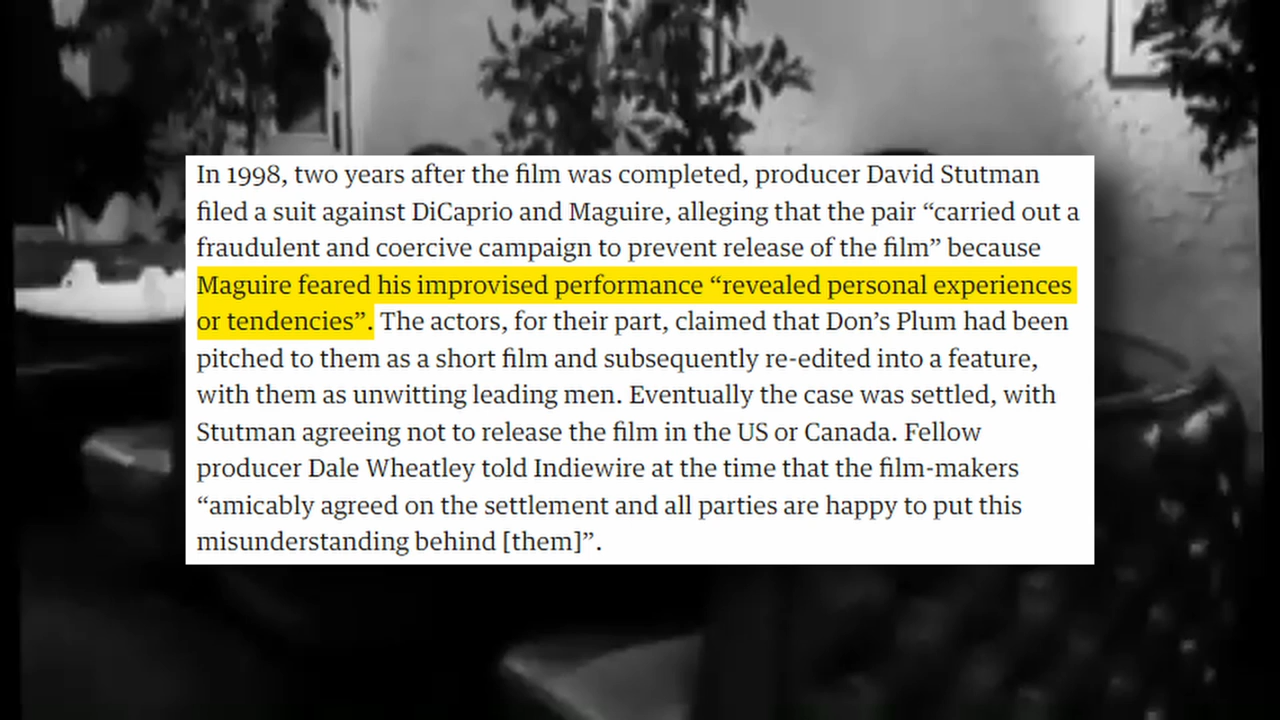 In 1998, two years after the film was completed, producer David Stutman
filed a suit against DiCaprio and Maguire, alleging that the pair “carried out a
fraudulent and coercive campaign to prevent release of the film” because
Maguire feared his improvised performance “revealed personal experiences
or tendencies”. The actors, for their part, claimed that Don’s Plum had been
pitched to them as a short film and subsequently re-edited into a feature,
with them as unwitting leading men. Eventually the case was settled, with
Stutman agreeing not to release the film in the US or Canada. Fellow
producer Dale Wheatley told Indiewire at the time that the film-makers
“amicably agreed on the settlement and all parties are happy to put this
misunderstanding behind [them]”.